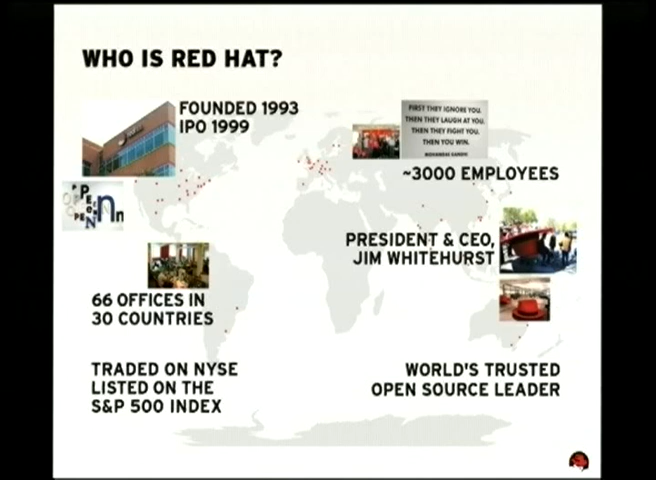 WHO IS RED HAT?
FOUNDED 1993
IPO 1999
FIRST THEY IGNORE YOU.
THEN THEY LAUGH AT YOU.
THEN THEY FIGHT YOU.
THEN YOU WIN.
MOHANDAS GANDHI
~3000 EMPLOYEES
PRESIDENT & CEO,
JIM WHITEHURST
66 OFFICES IN
30 COUNTRIES
TRADED ON NYSE
LISTED ON THE
S&P 500 INDEX
WORLD'S TRUSTED
OPEN SOURCE LEADER